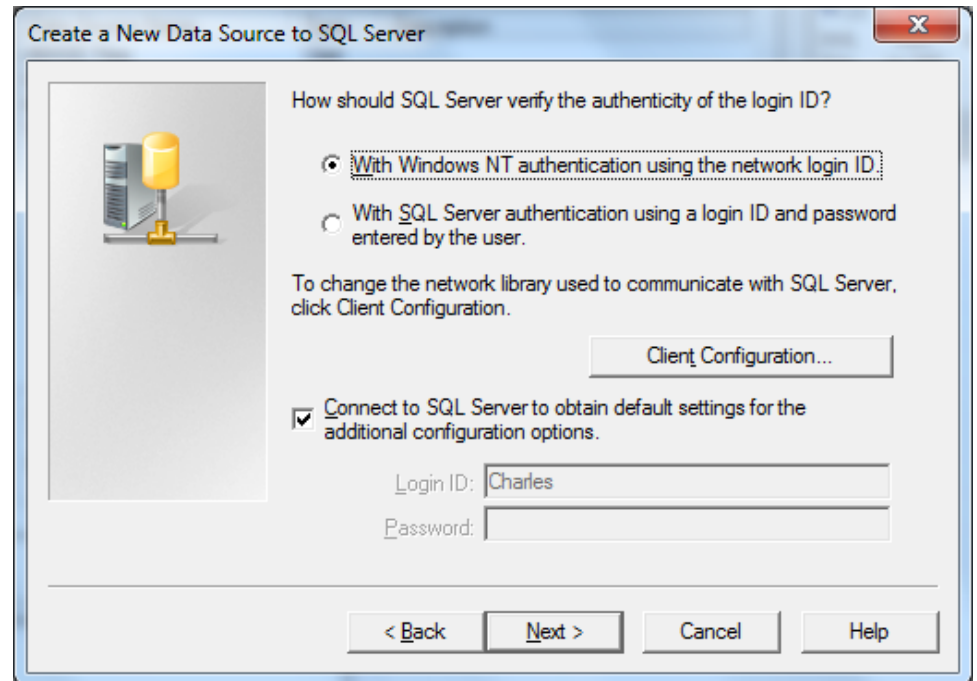 Create a New Data Source to SQL Server
How should SQL Server verify the authenticity of the login ID?
With Windows NT authentication using the network login ID.
With SQL Server authentication using a login ID and password
entered by the user.
To change the network library used to communicate with SQL Server,
click Client Configuration.
Client Configuration...
Connect to SQL Server to obtain default settings for the
additional configuration options.
Login ID: Charles
Password:
< Back Next > Cancel Help